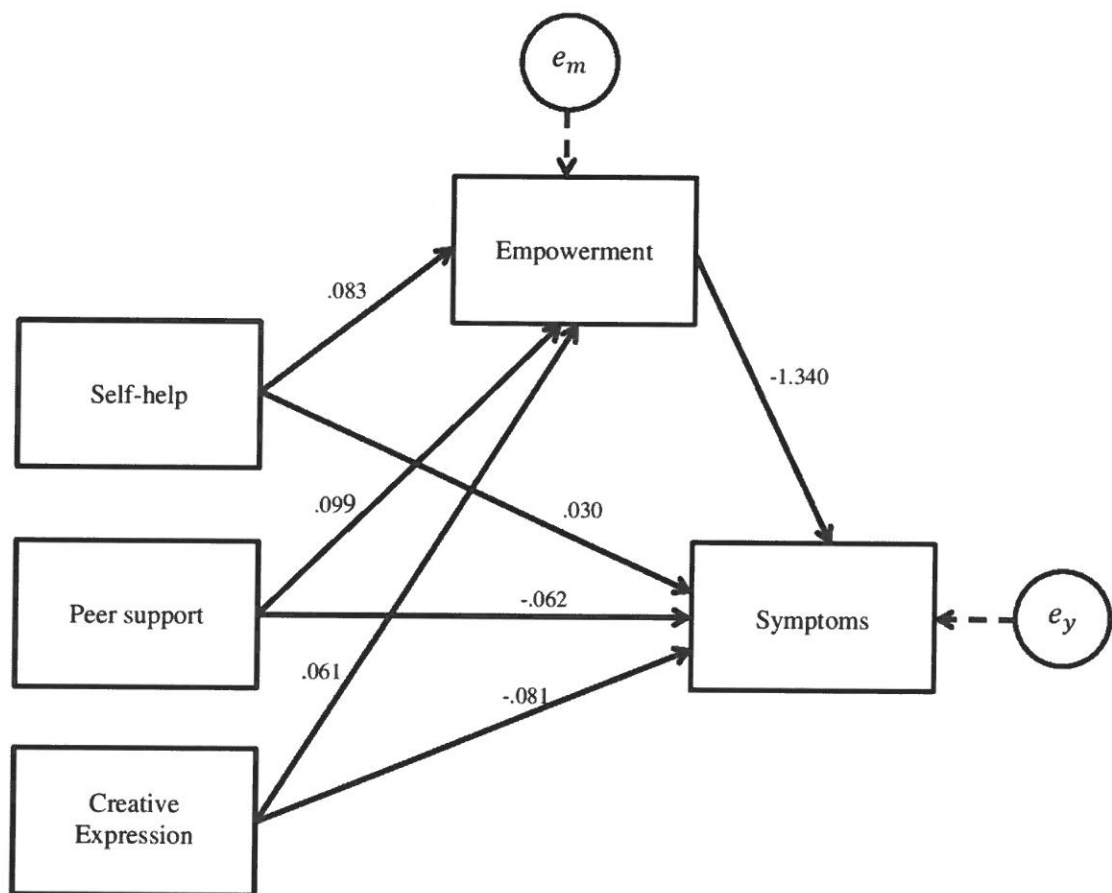 e_m
Empowerment
.083
Self-help
-1.340
.099
.030
Peer support
-.062
Symptoms
e_y
.061
-.081
Creative
Expression